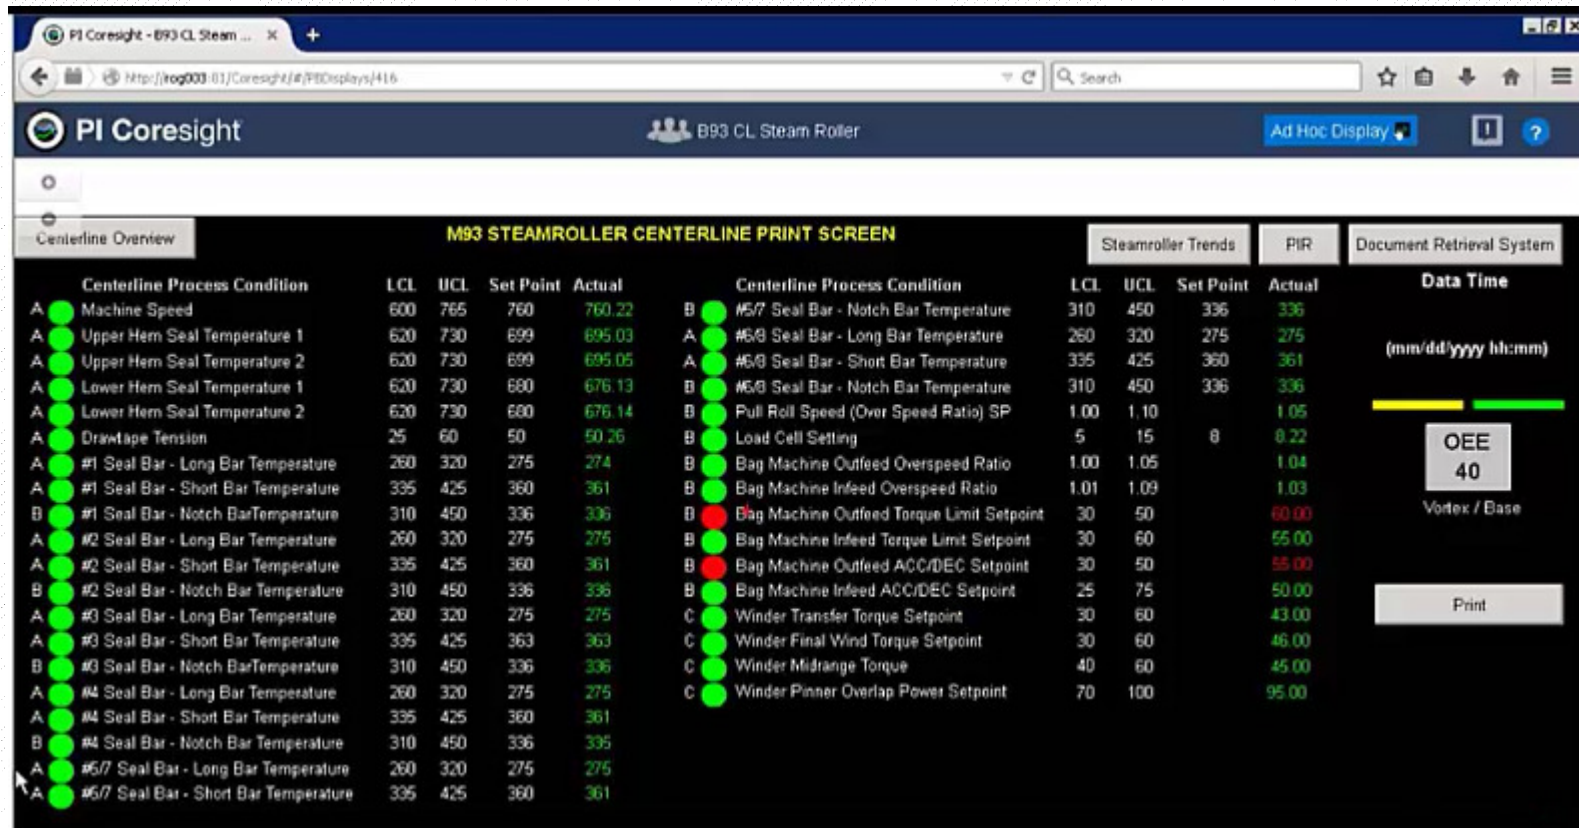 PI Coresight - B93 CL Steam ...
http://rog003:81/Coresight/#/PBDisplays/416
Search
PI Coresight
B93 CL Steam Roller
Ad Hoc Display
Centerline Overview
M93 STEAMROLLER CENTERLINE PRINT SCREEN
Steamroller Trends PIR Document Retrieval System
Centerline Process Condition LCL UCL Set Point Actual
A Machine Speed 600 765 760 760.22
A Upper Hem Seal Temperature 1 620 730 699 695.03
A Upper Hem Seal Temperature 2 620 730 699 695.05
A Lower Hem Seal Temperature 1 620 730 680 676.13
A Lower Hem Seal Temperature 2 620 730 680 676.14
A Drawtape Tension 25 60 50 50.26
A #1 Seal Bar - Long Bar Temperature 260 320 275 274
A #1 Seal Bar - Short Bar Temperature 335 425 360 361
B #1 Seal Bar - Notch BarTemperature 310 450 336 336
A #2 Seal Bar - Long Bar Temperature 260 320 275 275
A #2 Seal Bar - Short Bar Temperature 335 425 360 361
B #2 Seal Bar - Notch Bar Temperature 310 450 336 336
A #3 Seal Bar - Long Bar Temperature 260 320 275 275
A #3 Seal Bar - Short Bar Temperature 335 425 363 363
B #3 Seal Bar - Notch BarTemperature 310 450 336 336
A #4 Seal Bar - Long Bar Temperature 260 320 275 275
A #4 Seal Bar - Short Bar Temperature 335 425 360 361
B #4 Seal Bar - Notch Bar Temperature 310 450 336 335
A #5/7 Seal Bar - Long Bar Temperature 260 320 275 275
A #5/7 Seal Bar - Short Bar Temperature 335 425 360 361
Centerline Process Condition LCL UCL Set Point Actual
B #5/7 Seal Bar - Notch Bar Temperature 310 450 336 336
A #6/8 Seal Bar - Long Bar Temperature 260 320 275 275
A #6/8 Seal Bar - Short Bar Temperature 335 425 360 361
B #6/8 Seal Bar - Notch Bar Temperature 310 450 336 336
B Pull Roll Speed (Over Speed Ratio) SP 1.00 1.10 1.05
B Load Cell Setting 5 15 8 8.22
B Bag Machine Outfeed Overspeed Ratio 1.00 1.05 1.04
B Bag Machine Infeed Overspeed Ratio 1.01 1.09 1.03
B Bag Machine Outfeed Torque Limit Setpoint 30 50 60.00
B Bag Machine Infeed Torque Limit Setpoint 30 60 55.00
B Bag Machine Outfeed ACC/DEC Setpoint 30 50 55.00
B Bag Machine Infeed ACC/DEC Setpoint 25 75 50.00
C Winder Transfer Torque Setpoint 30 60 43.00
C Winder Final Wind Torque Setpoint 30 60 46.00
C Winder Midrange Torque 40 60 45.00
C Winder Pinner Overlap Power Setpoint 70 100 95.00
Data Time
(mm/dd/yyyy hh:mm)
OEE
40
Vortex / Base
Print